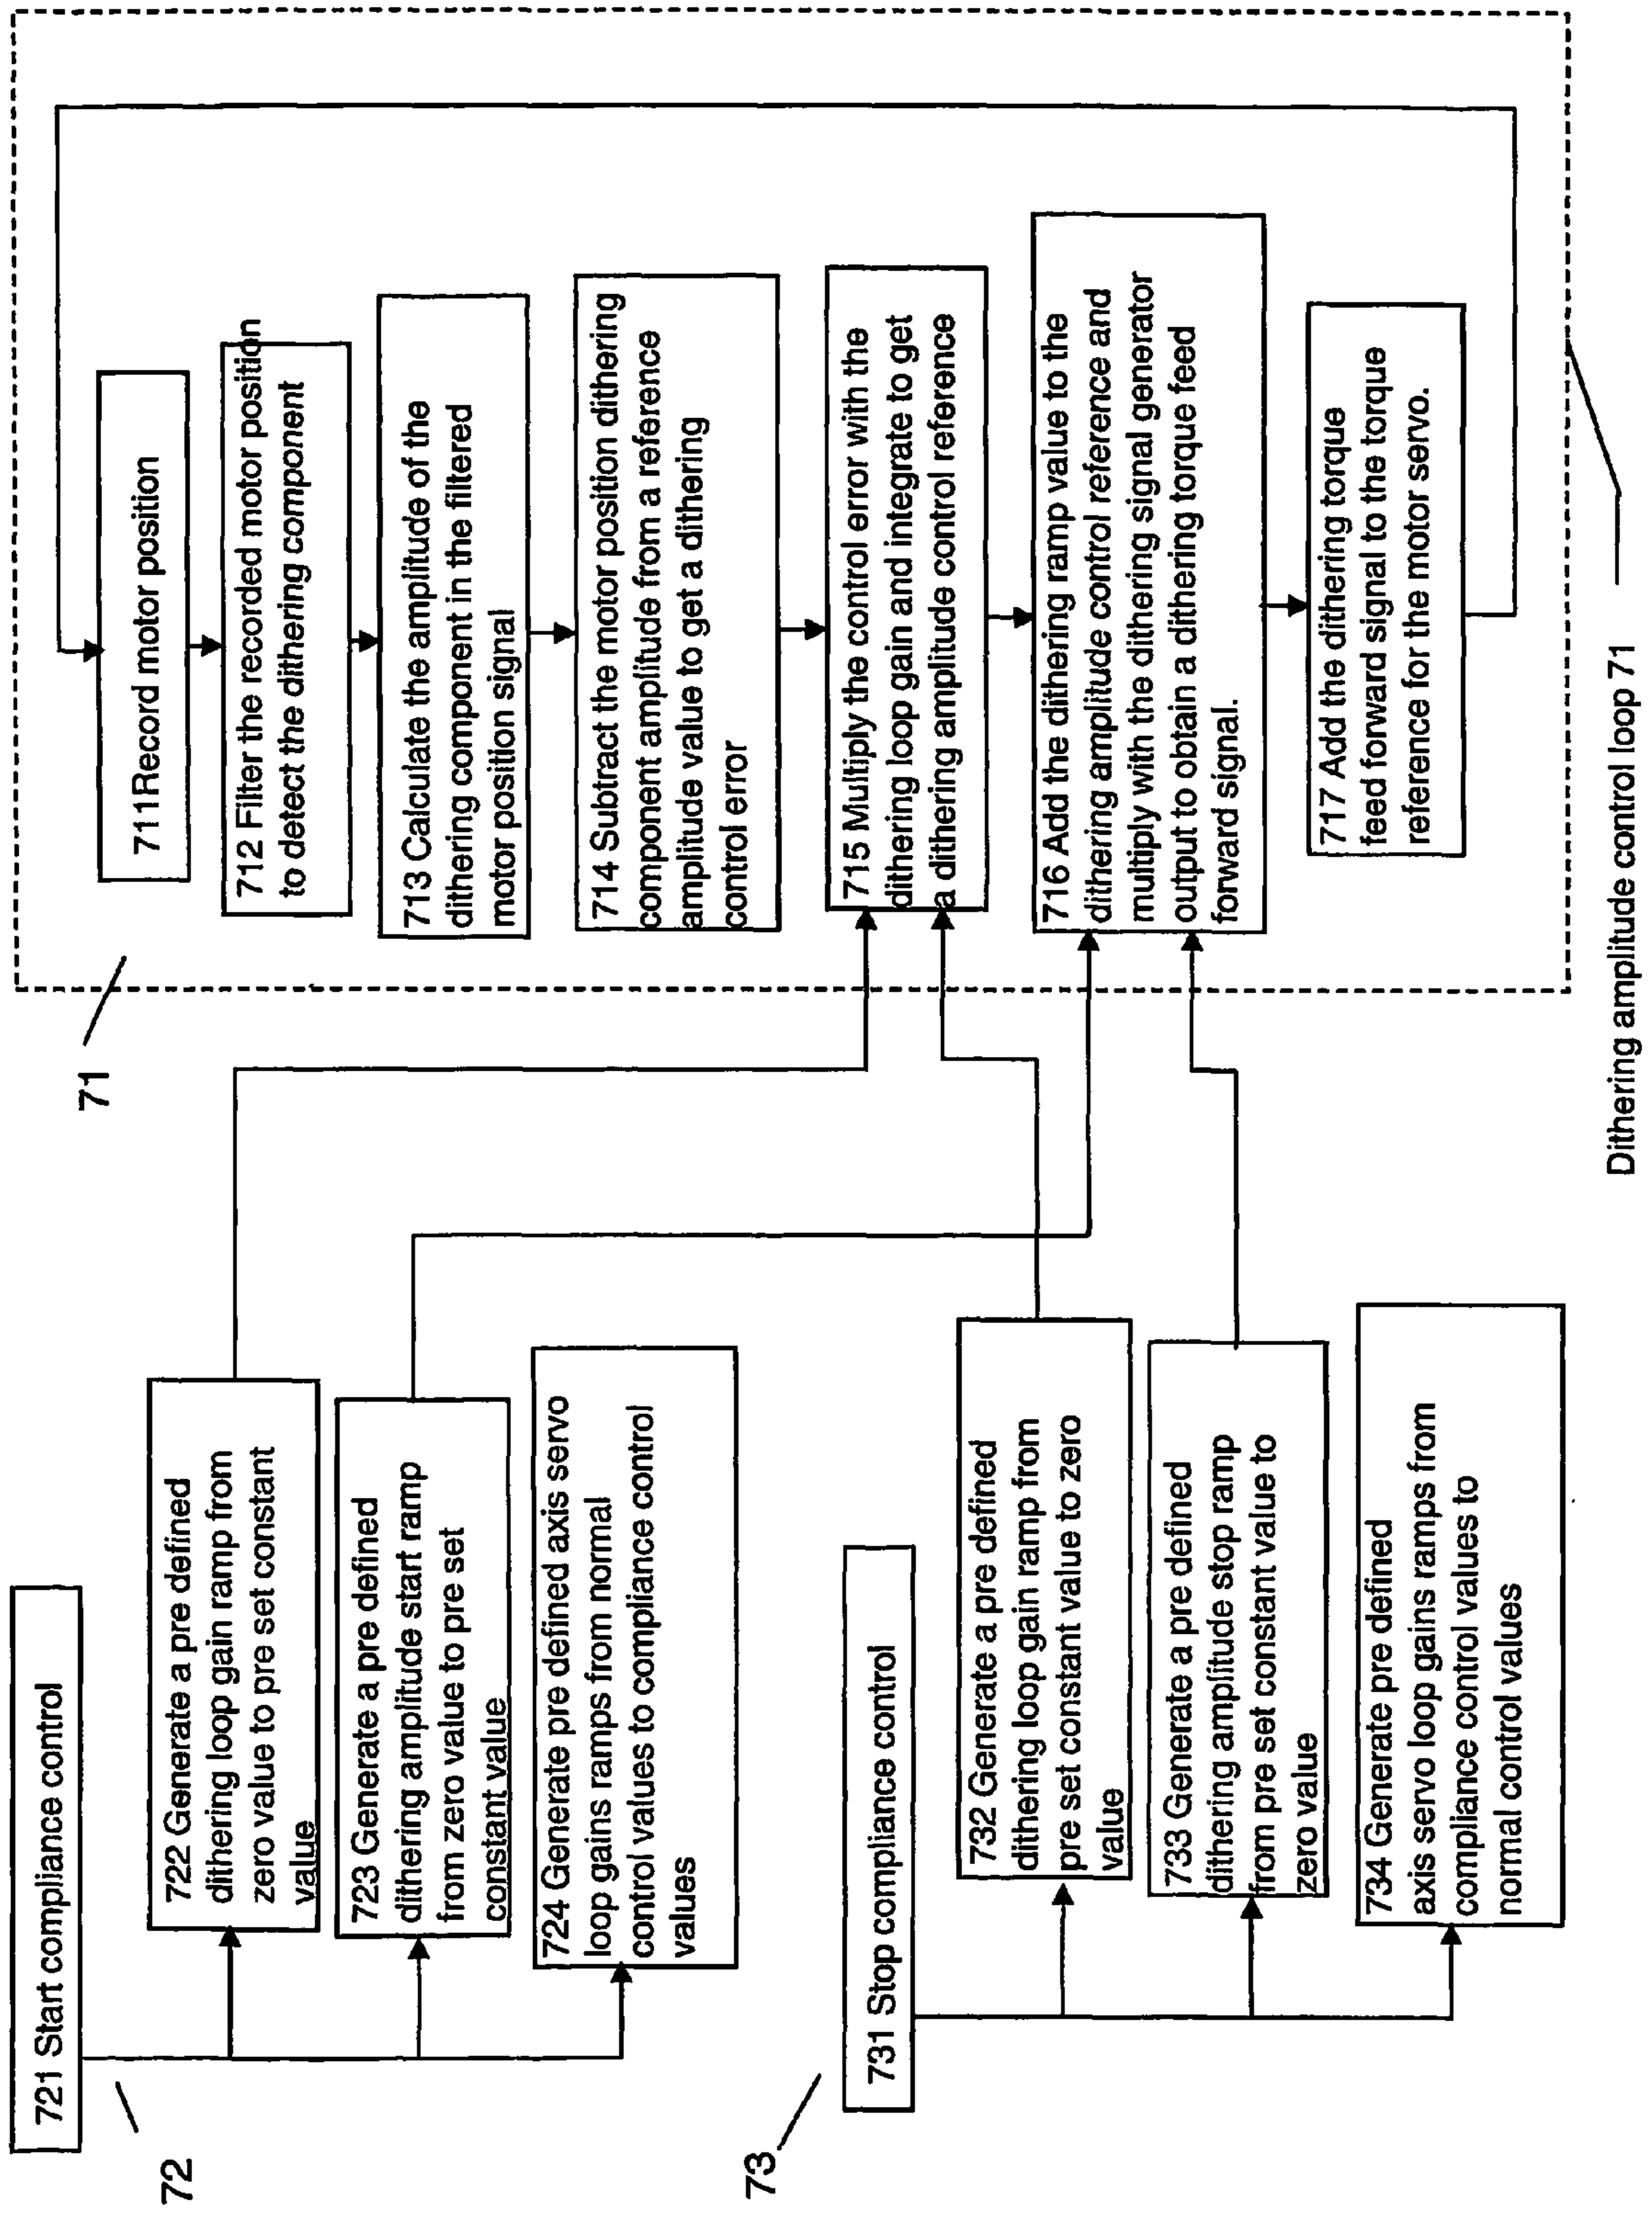 721 Start compliance control
72
722 Generate a pre defined
dithering loop gain ramp from
zero value to pre set constant
value
723 Generate a pre defined
dithering amplitude start ramp
from zero value to pre set
constant value
724 Generate pre defined axis servo
loop gains ramps from normal
control values to compliance control
values
73
731 Stop compliance control
732 Generate a pre defined
dithering loop gain ramp from
pre set constant value to zero
value
733 Generate a pre defined
dithering amplitude stop ramp
from pre set constant value to
zero value
734 Generate pre defined
axis servo loop gains ramps from
compliance control values to
normal control values
71
711Record motor position
712 Filter the recorded motor position
to detect the dithering component
713 Calculate the amplitude of the
dithering component in the filtered
motor position signal
714 Subtract the motor position dithering
component amplitude from a reference
amplitude value to get a dithering
control error
715 Multiply the control error with the
dithering loop gain and integrate to get
a dithering amplitude control reference
716 Add the dithering ramp value to the
dithering amplitude control reference and
multiply with the dithering signal generator
output to obtain a dithering torque feed
forward signal.
717 Add the dithering torque
feed forward signal to the torque
reference for the motor servo.
Dithering amplitude control loop 71